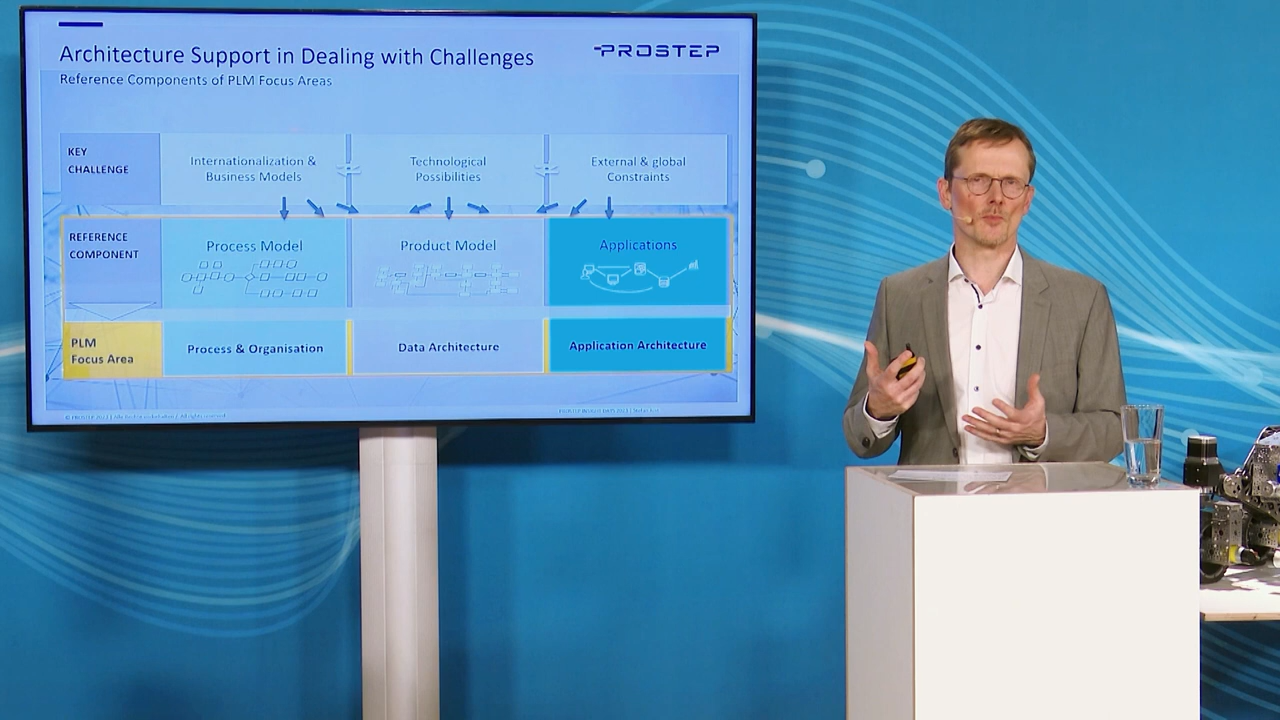 Architecture Support in Dealing with Challenges
PROSTEP
Reference Components of PLM Focus Areas
KEY
CHALLENGE
Internationalization &
Business Models
Technological
Possibilities
External & global
Constraints
REFERENCE
COMPONENT
Process Model
Product Model
Applications
PLM
Focus Area
Process & Organisation
Data Architecture
Application Architecture